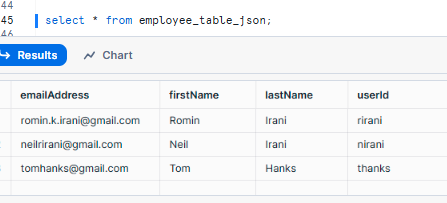 44
45 select * from employee_table_json;
46
Results Chart
emailAddress firstName lastName userId
romin.k.irani@gmail.com Romin Irani rirani
neilrirani@gmail.com Neil Irani nirani
tomhanks@gmail.com Tom Hanks thanks